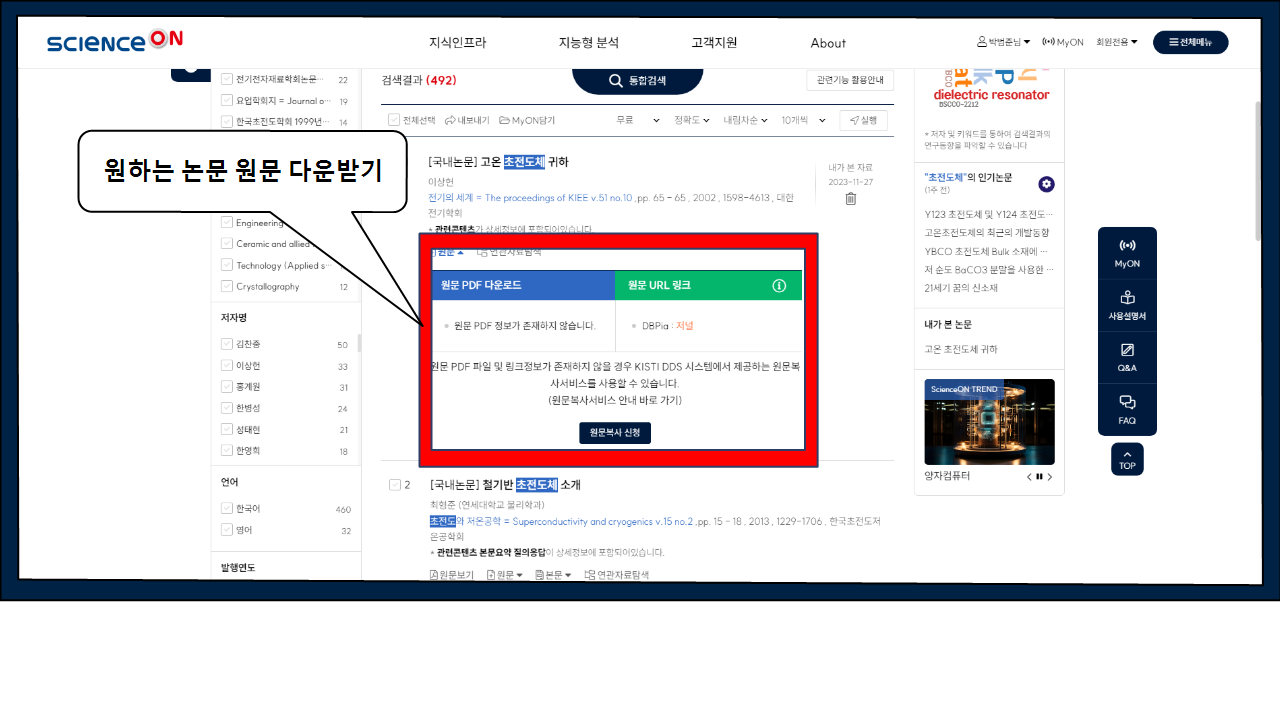 SCIENCE ON
지식인프라
지능형 분석
고객지원
About
박범준님
MyON
회원전용
전체메뉴
전기전자재료학회논문··· 22
요업학회지 = Journal o··· 19
한국초전도학회 1999년··· 14
검색결과 (492)
통합검색
관련기능 활용안내
전체선택 내보내기 MyON담기
무료 정확도 내림차순 10개씩 실행
원하는 논문 원문 다운받기
[국내논문] 고온 초전도체 귀하
이상헌
전기의 세계 = The proceedings of KIEE v.51 no.10 ,pp. 65 - 65 , 2002 , 1598-4613 , 대한
전기학회
* 관련콘텐츠가 상세정보에 포함되어있습니다.
내가 본 자료
2023-11-27
원문 연관자료탐색
원문 PDF 다운로드
원문 URL 링크
원문 PDF 정보가 존재하지 않습니다.
DBPia : 저널
원문 PDF 파일 및 링크정보가 존재하지 않을 경우 KISTI DDS 시스템에서 제공하는 원문복
사서비스를 사용할 수 있습니다.
(원문복사서비스 안내 바로 가기)
원문복사 신청
Engineering
Ceramic and allied
Technology (Applied s···
Crystallography 12
저자명
김찬중 50
이상헌 33
홍계원 31
한병성 24
성태현 21
한영희 18
언어
한국어 460
영어 32
발행연도
2 [국내논문] 철기반 초전도체 소개
최형준 (연세대학교 물리학과)
초전도와 저온공학 = Superconductivity and cryogenics v.15 no.2 ,pp. 15 - 18 , 2013 , 1229-1706 , 한국초전도저
온공학회
* 관련콘텐츠 본문요약 질의응답이 상세정보에 포함되어있습니다.
원문보기 원문 본문 연관자료탐색
dielectric resonator
BSCCO-2212
* 저자 및 키워드를 통하여 검색결과의
연구동향을 파악할 수 있습니다
"초전도체"의 인기논문
(1주 전)
Y123 초전도체 및 Y124 초전도···
고온초전도체의 최근의 개발동향
YBCO 초전도체 Bulk 소재에 ···
저 순도 BaCO3 분말을 사용한 ···
21세기 꿈의 신소재
내가 본 논문
고온 초전도체 귀하
ScienceON TREND
양자컴퓨터
MyON
사용설명서
Q&A
FAQ
TOP